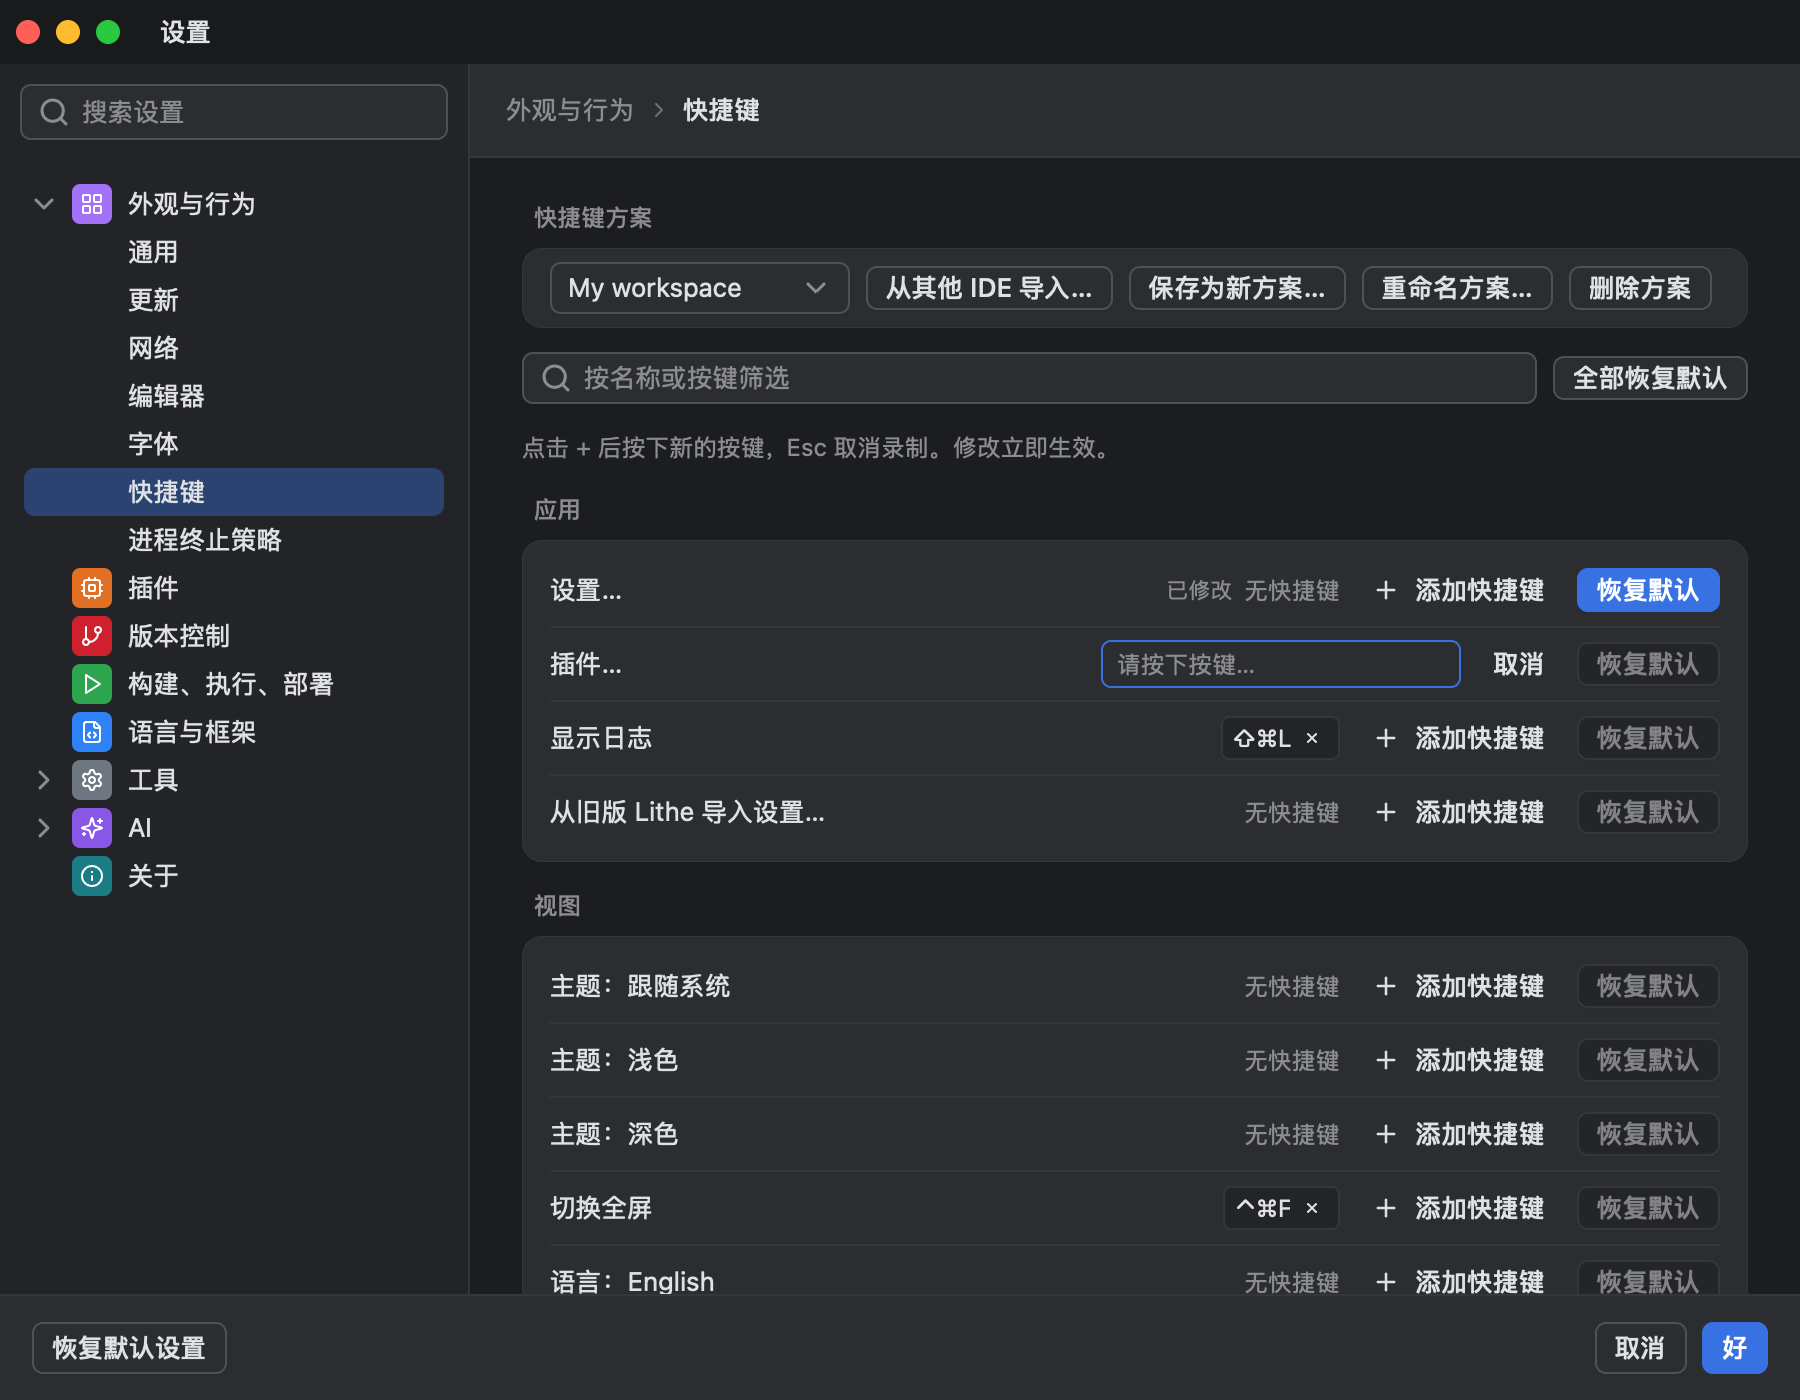 设置
搜索设置
外观与行为
通用
更新
网络
编辑器
字体
快捷键
进程终止策略
插件
版本控制
构建、执行、部署
语言与框架
工具
AI
关于
外观与行为 > 快捷键
快捷键方案
My workspace 从其他 IDE 导入... 保存为新方案... 重命名方案... 删除方案
按名称或按键筛选 全部恢复默认
点击 + 后按下新的按键，Esc 取消录制。修改立即生效。
应用
设置... 已修改 无快捷键 + 添加快捷键 恢复默认
插件... 请按下按键... 取消 恢复默认
显示日志 ⇧⌘L × + 添加快捷键 恢复默认
从旧版 Lithe 导入设置... 无快捷键 + 添加快捷键 恢复默认
视图
主题：跟随系统 无快捷键 + 添加快捷键 恢复默认
主题：浅色 无快捷键 + 添加快捷键 恢复默认
主题：深色 无快捷键 + 添加快捷键 恢复默认
切换全屏 ^⌘F × + 添加快捷键 恢复默认
语言：English 无快捷键 + 添加快捷键 恢复默认
恢复默认设置 取消 好